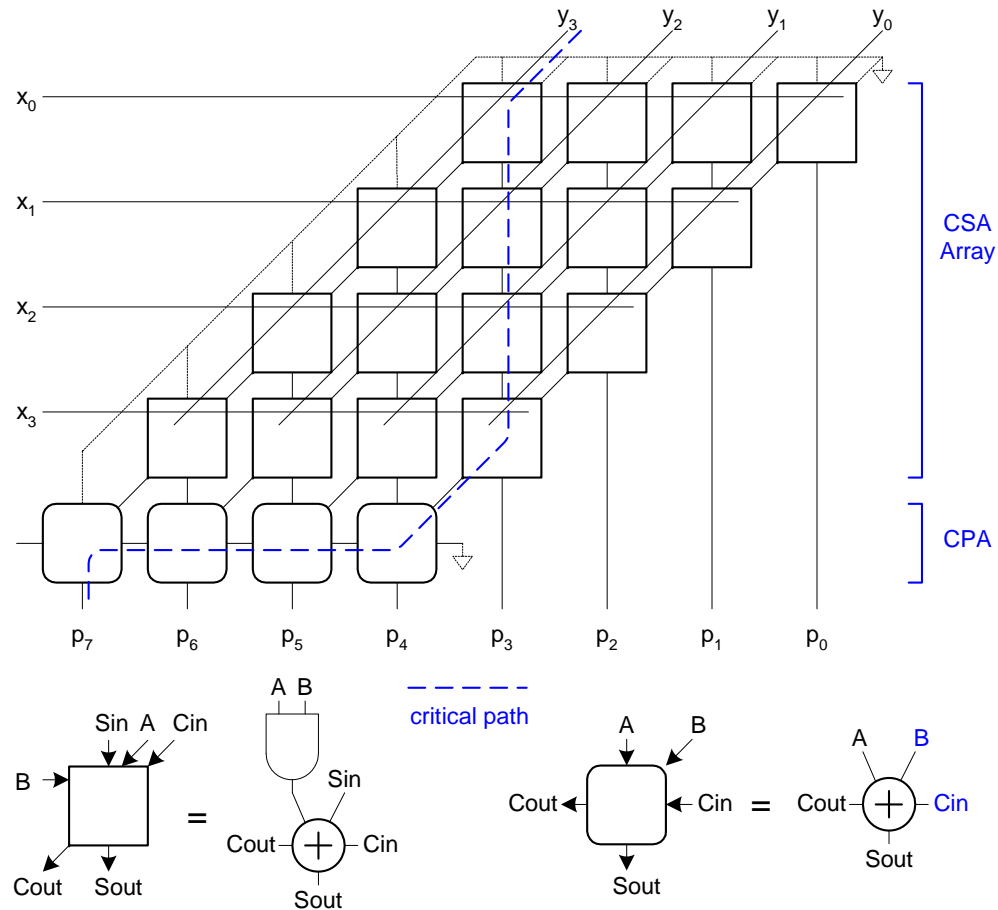 y₃ y₂ y₁ y₀
x₀
x₁
CSA
Array
x₂
x₃
CPA
p₇ p₆ p₅ p₄ p₃ p₂ p₁ p₀
critical path
A B
Sin A Cin
B
=
Sin
Cout + Cin
Cout Sout
Sout
A B
Cout Cin
=
Sout
A B
Cout + Cin
Sout